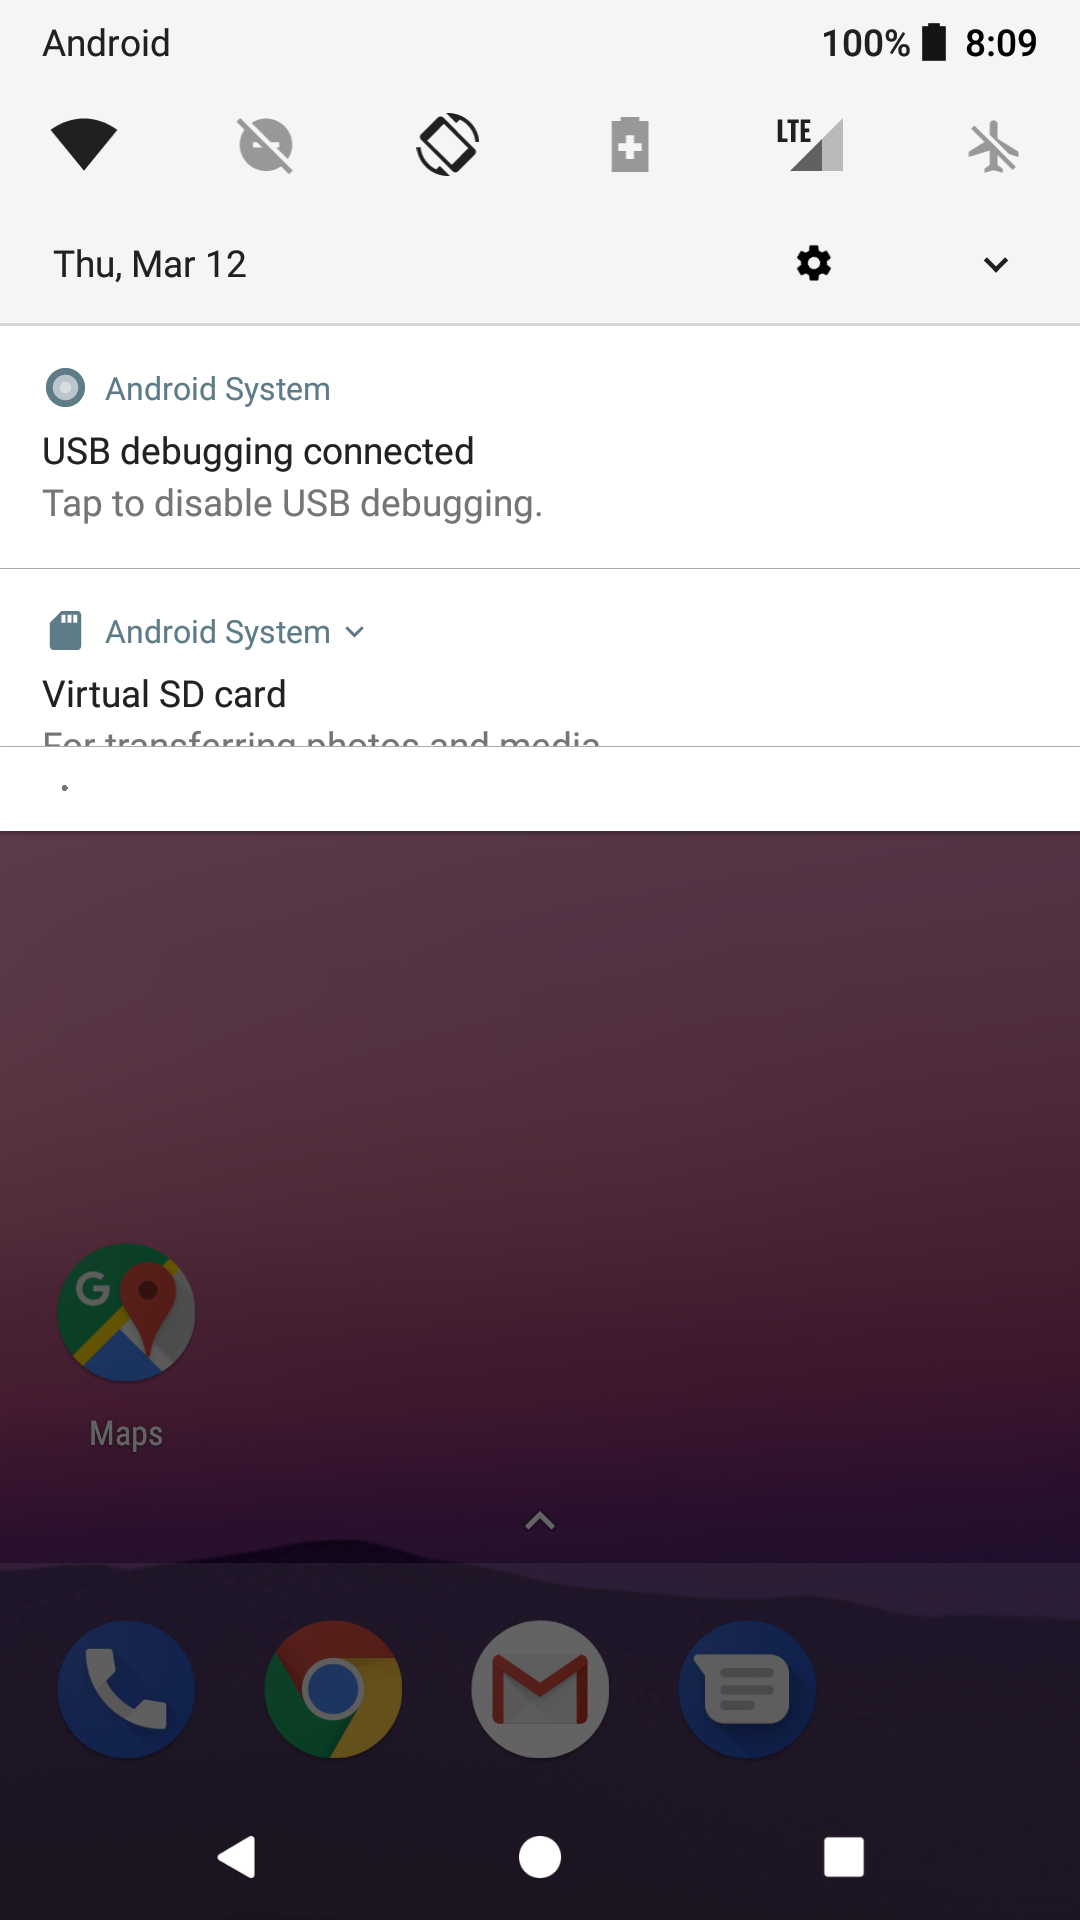 Android 100% 8:09
LTE
Thu, Mar 12
Android System
USB debugging connected
Tap to disable USB debugging.
Android System
Virtual SD card
For transferring photos and media
G
Maps